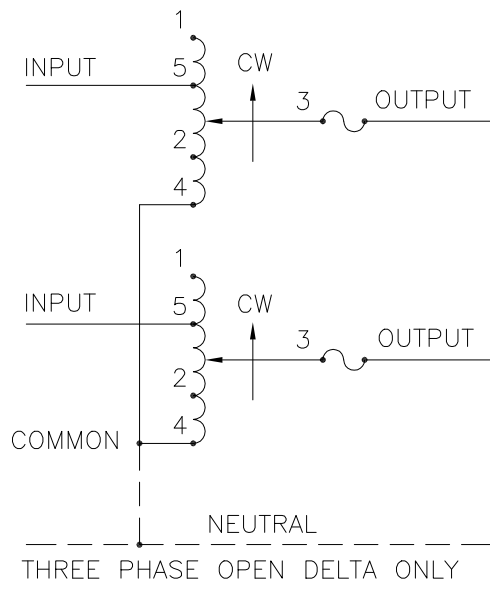 1
INPUT
5
CW
3
OUTPUT
2
4
1
INPUT
5
CW
3
OUTPUT
2
4
COMMON
NEUTRAL
THREE PHASE OPEN DELTA ONLY